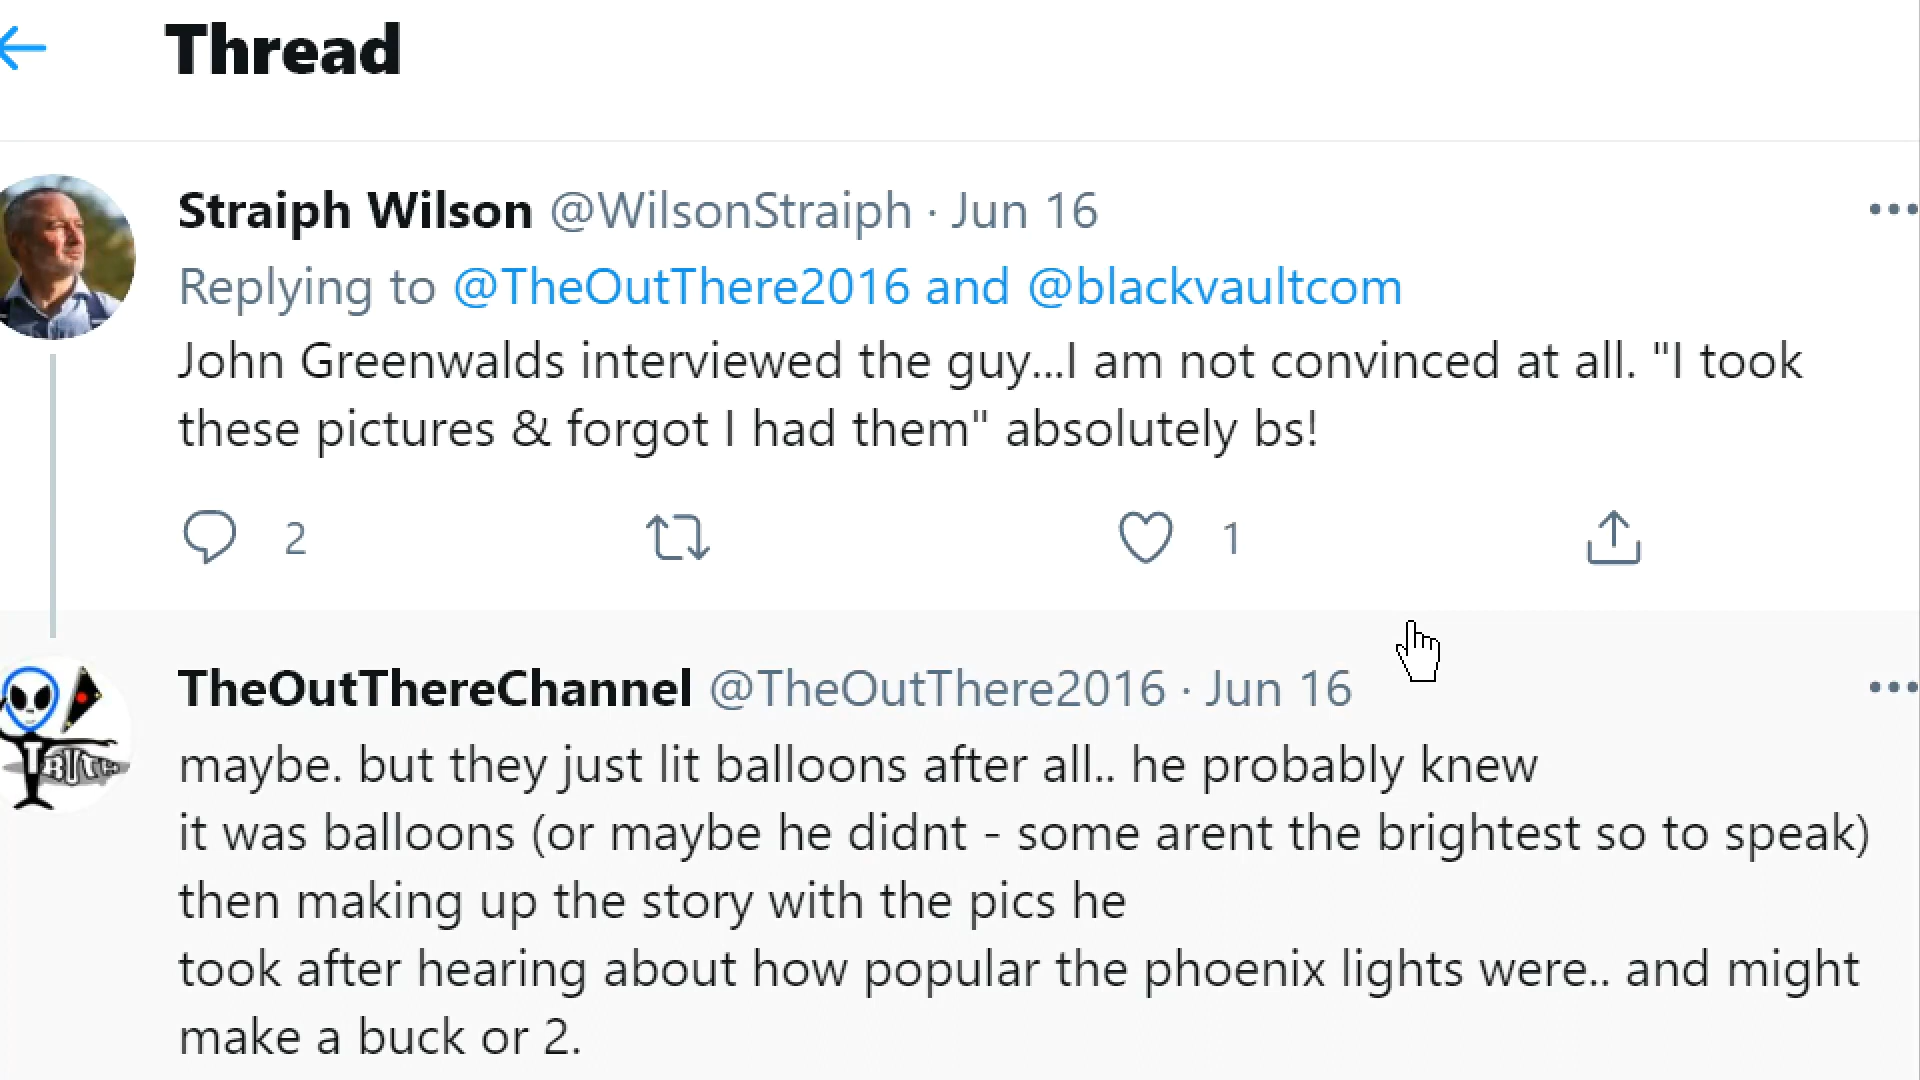 Thread
Straiph Wilson @WilsonStraiph · Jun 16
Replying to @TheOutThere2016 and @blackvaultcom
John Greenwalds interviewed the guy...I am not convinced at all. "I took
these pictures & forgot I had them" absolutely bs!
2 1
TheOutThereChannel @TheOutThere2016 · Jun 16
TRUTH
maybe. but they just lit balloons after all.. he probably knew
it was balloons (or maybe he didnt - some arent the brightest so to speak)
then making up the story with the pics he
took after hearing about how popular the phoenix lights were.. and might
make a buck or 2.